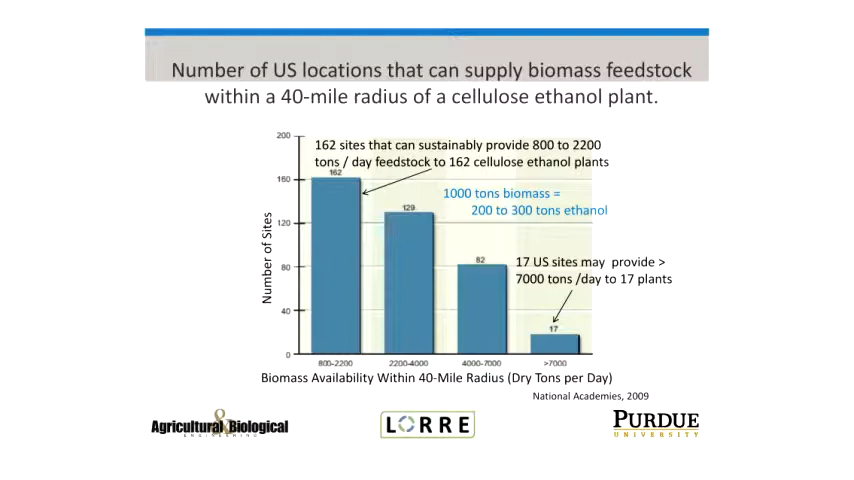 Number of US locations that can supply biomass feedstock
within a 40-mile radius of a cellulose ethanol plant.
200
162 sites that can sustainably provide 800 to 2200
tons / day feedstock to 162 cellulose ethanol plants
162
160
1000 tons biomass =
200 to 300 tons ethanol
129
120
Number of Sites
82
17 US sites may provide >
7000 tons /day to 17 plants
80
40
17
0
800-2200 2200-4000 4000-7000 >7000
Biomass Availability Within 40-Mile Radius (Dry Tons per Day)
National Academies, 2009
Agricultural & Biological
ENGINEERING
LORRE
PURDUE
UNIVERSITY